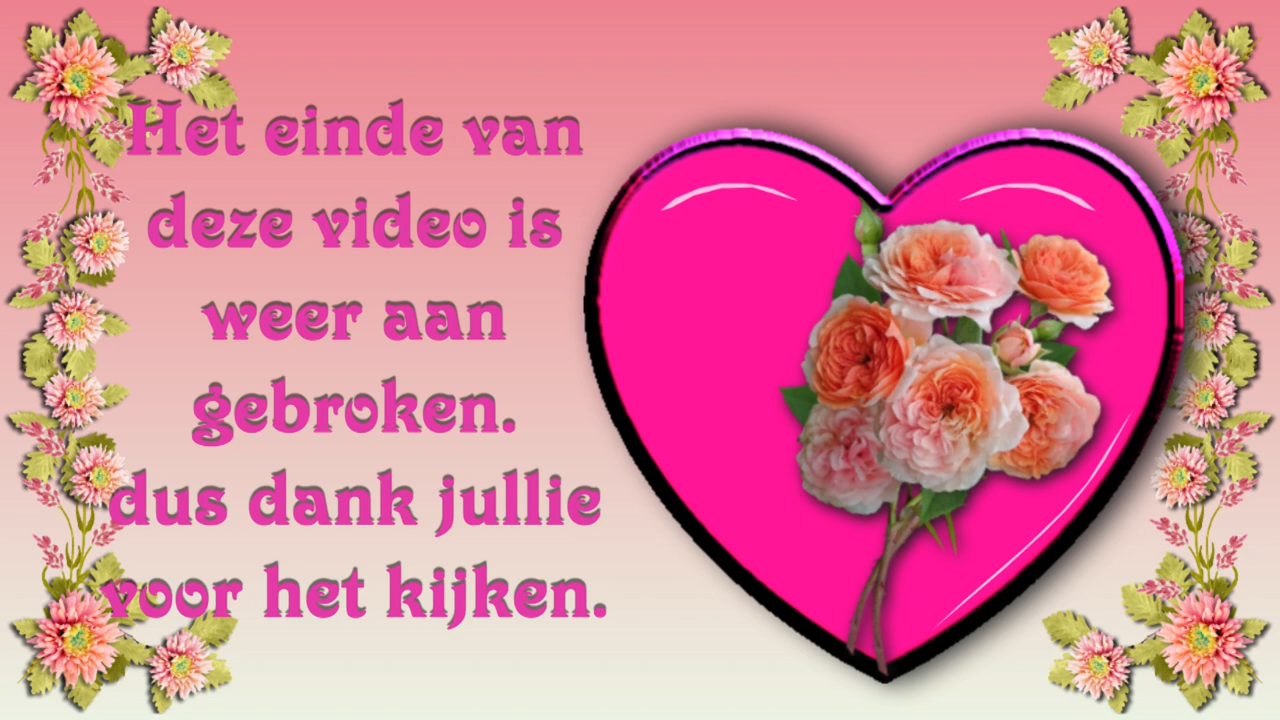 Het einde van
deze video is
weer aan
gebroken.
dus dank jullie
voor het kijken.